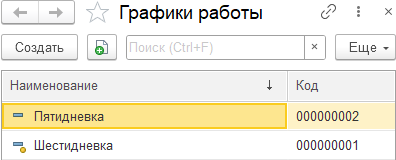 Графики работы
Создать Поиск (Ctrl+F) × Еще
Наименование ↓ Код
Пятидневка 000000002
Шестидневка 000000001